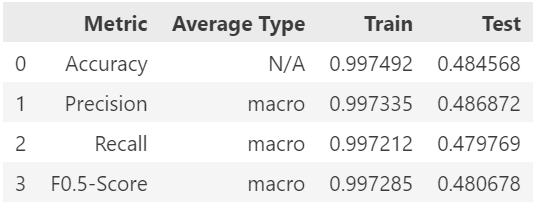 Metric Average Type Train Test
0 Accuracy N/A 0.997492 0.484568
1 Precision macro 0.997335 0.486872
2 Recall macro 0.997212 0.479769
3 F0.5-Score macro 0.997285 0.480678